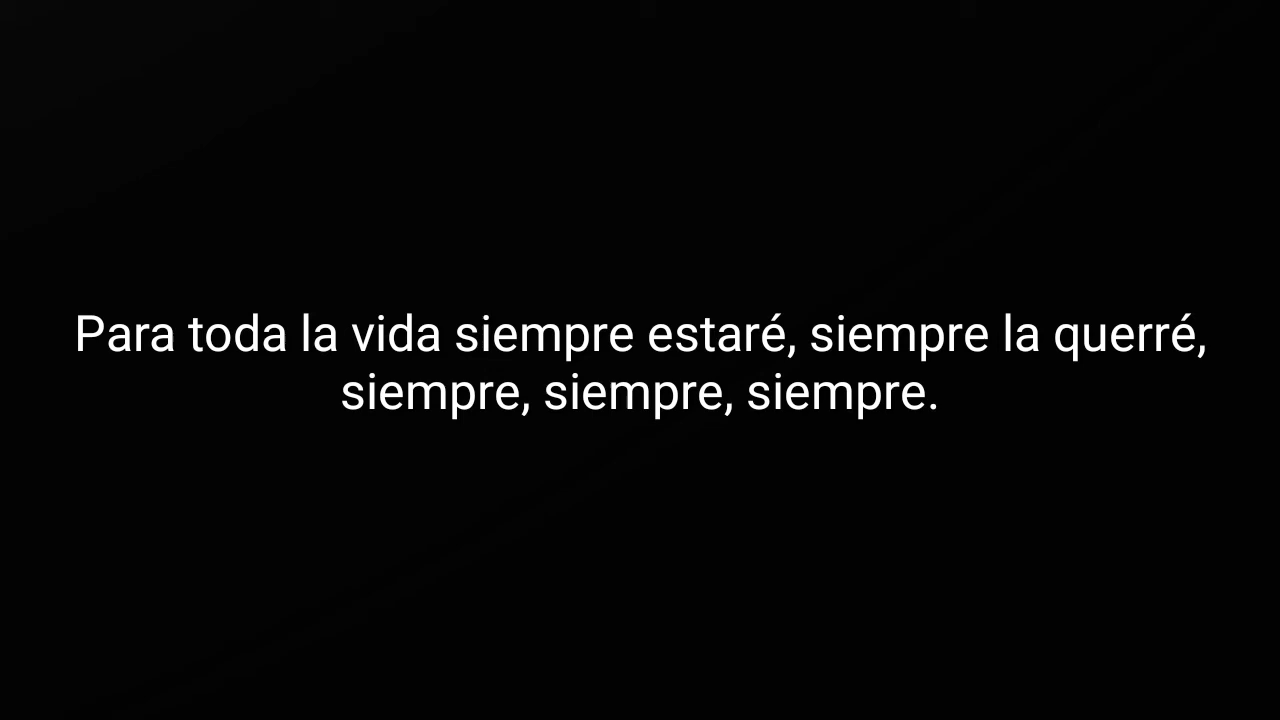 Para toda la vida siempre estaré, siempre la querré,
siempre, siempre, siempre.